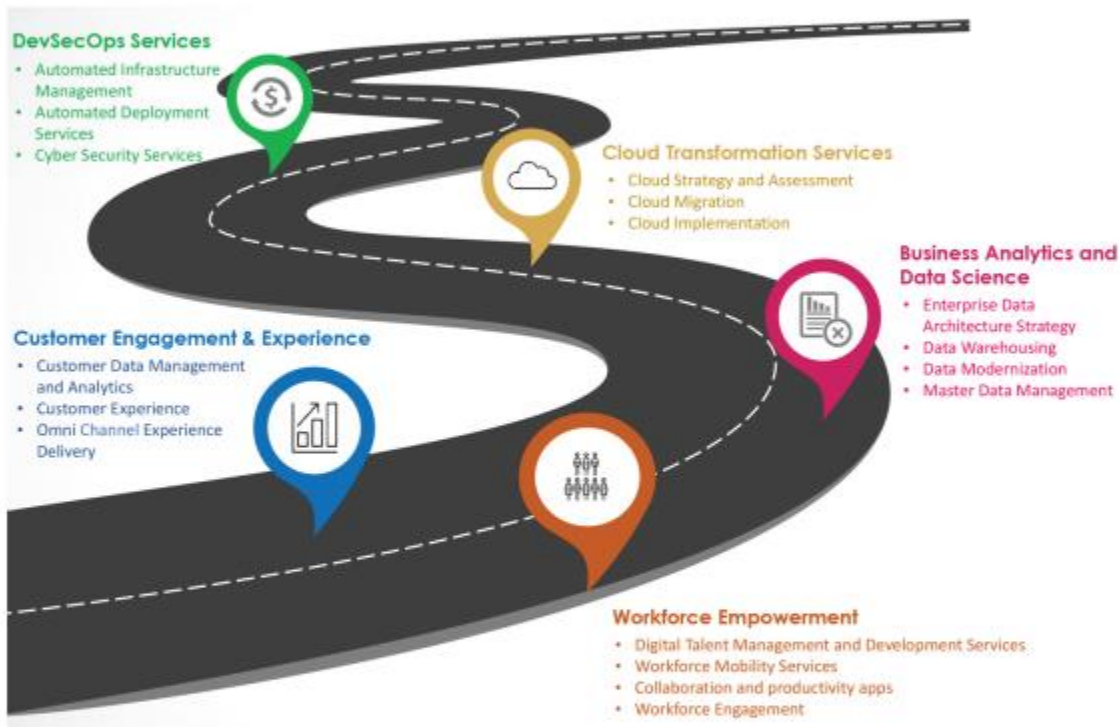 DevSecOps Services
• Automated Infrastructure
Management
• Automated Deployment
Services
• Cyber Security Services
$
Cloud Transformation Services
• Cloud Strategy and Assessment
• Cloud Migration
• Cloud Implementation
Business Analytics and
Data Science
• Enterprise Data
Architecture Strategy
• Data Warehousing
• Data Modernization
• Master Data Management
Customer Engagement & Experience
• Customer Data Management
and Analytics
• Customer Experience
• Omni Channel Experience
Delivery
Workforce Empowerment
• Digital Talent Management and Development Services
• Workforce Mobility Services
• Collaboration and productivity apps
• Workforce Engagement